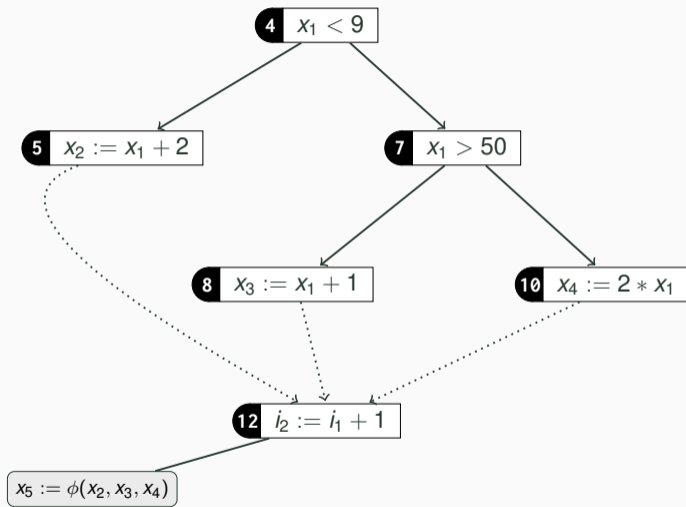 4 x₁ < 9
5 x₂ := x₁ + 2
7 x₁ > 50
8 x₃ := x₁ + 1
10 x₄ := 2 ∗ x₁
12 i₂ := i₁ + 1
x₅ := ϕ(x₂, x₃, x₄)